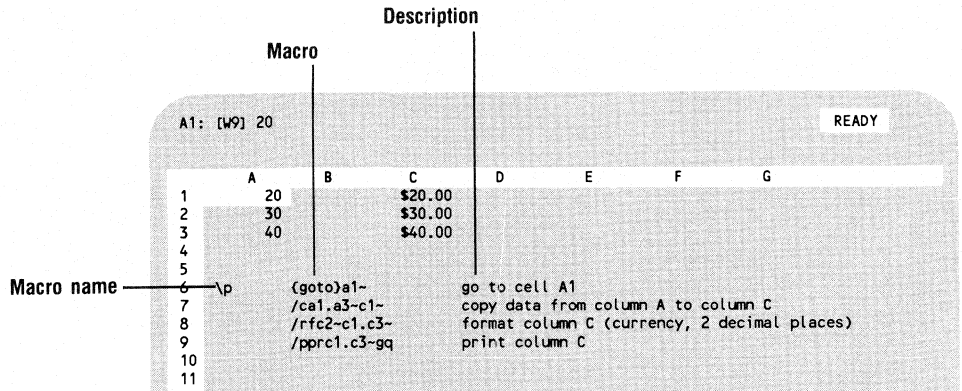 Description
Macro
A1: [W9] 20 READY
A B C D E F G
1 20 $20.00
2 30 $30.00
3 40 $40.00
4
5
Macro name 6 \p {goto}a1~ go to cell A1
7 /ca1.a3~c1~ copy data from column A to column C
8 /rfc2~c1.c3~ format column C (currency, 2 decimal places)
9 /pprc1.c3~gq print column C
10
11